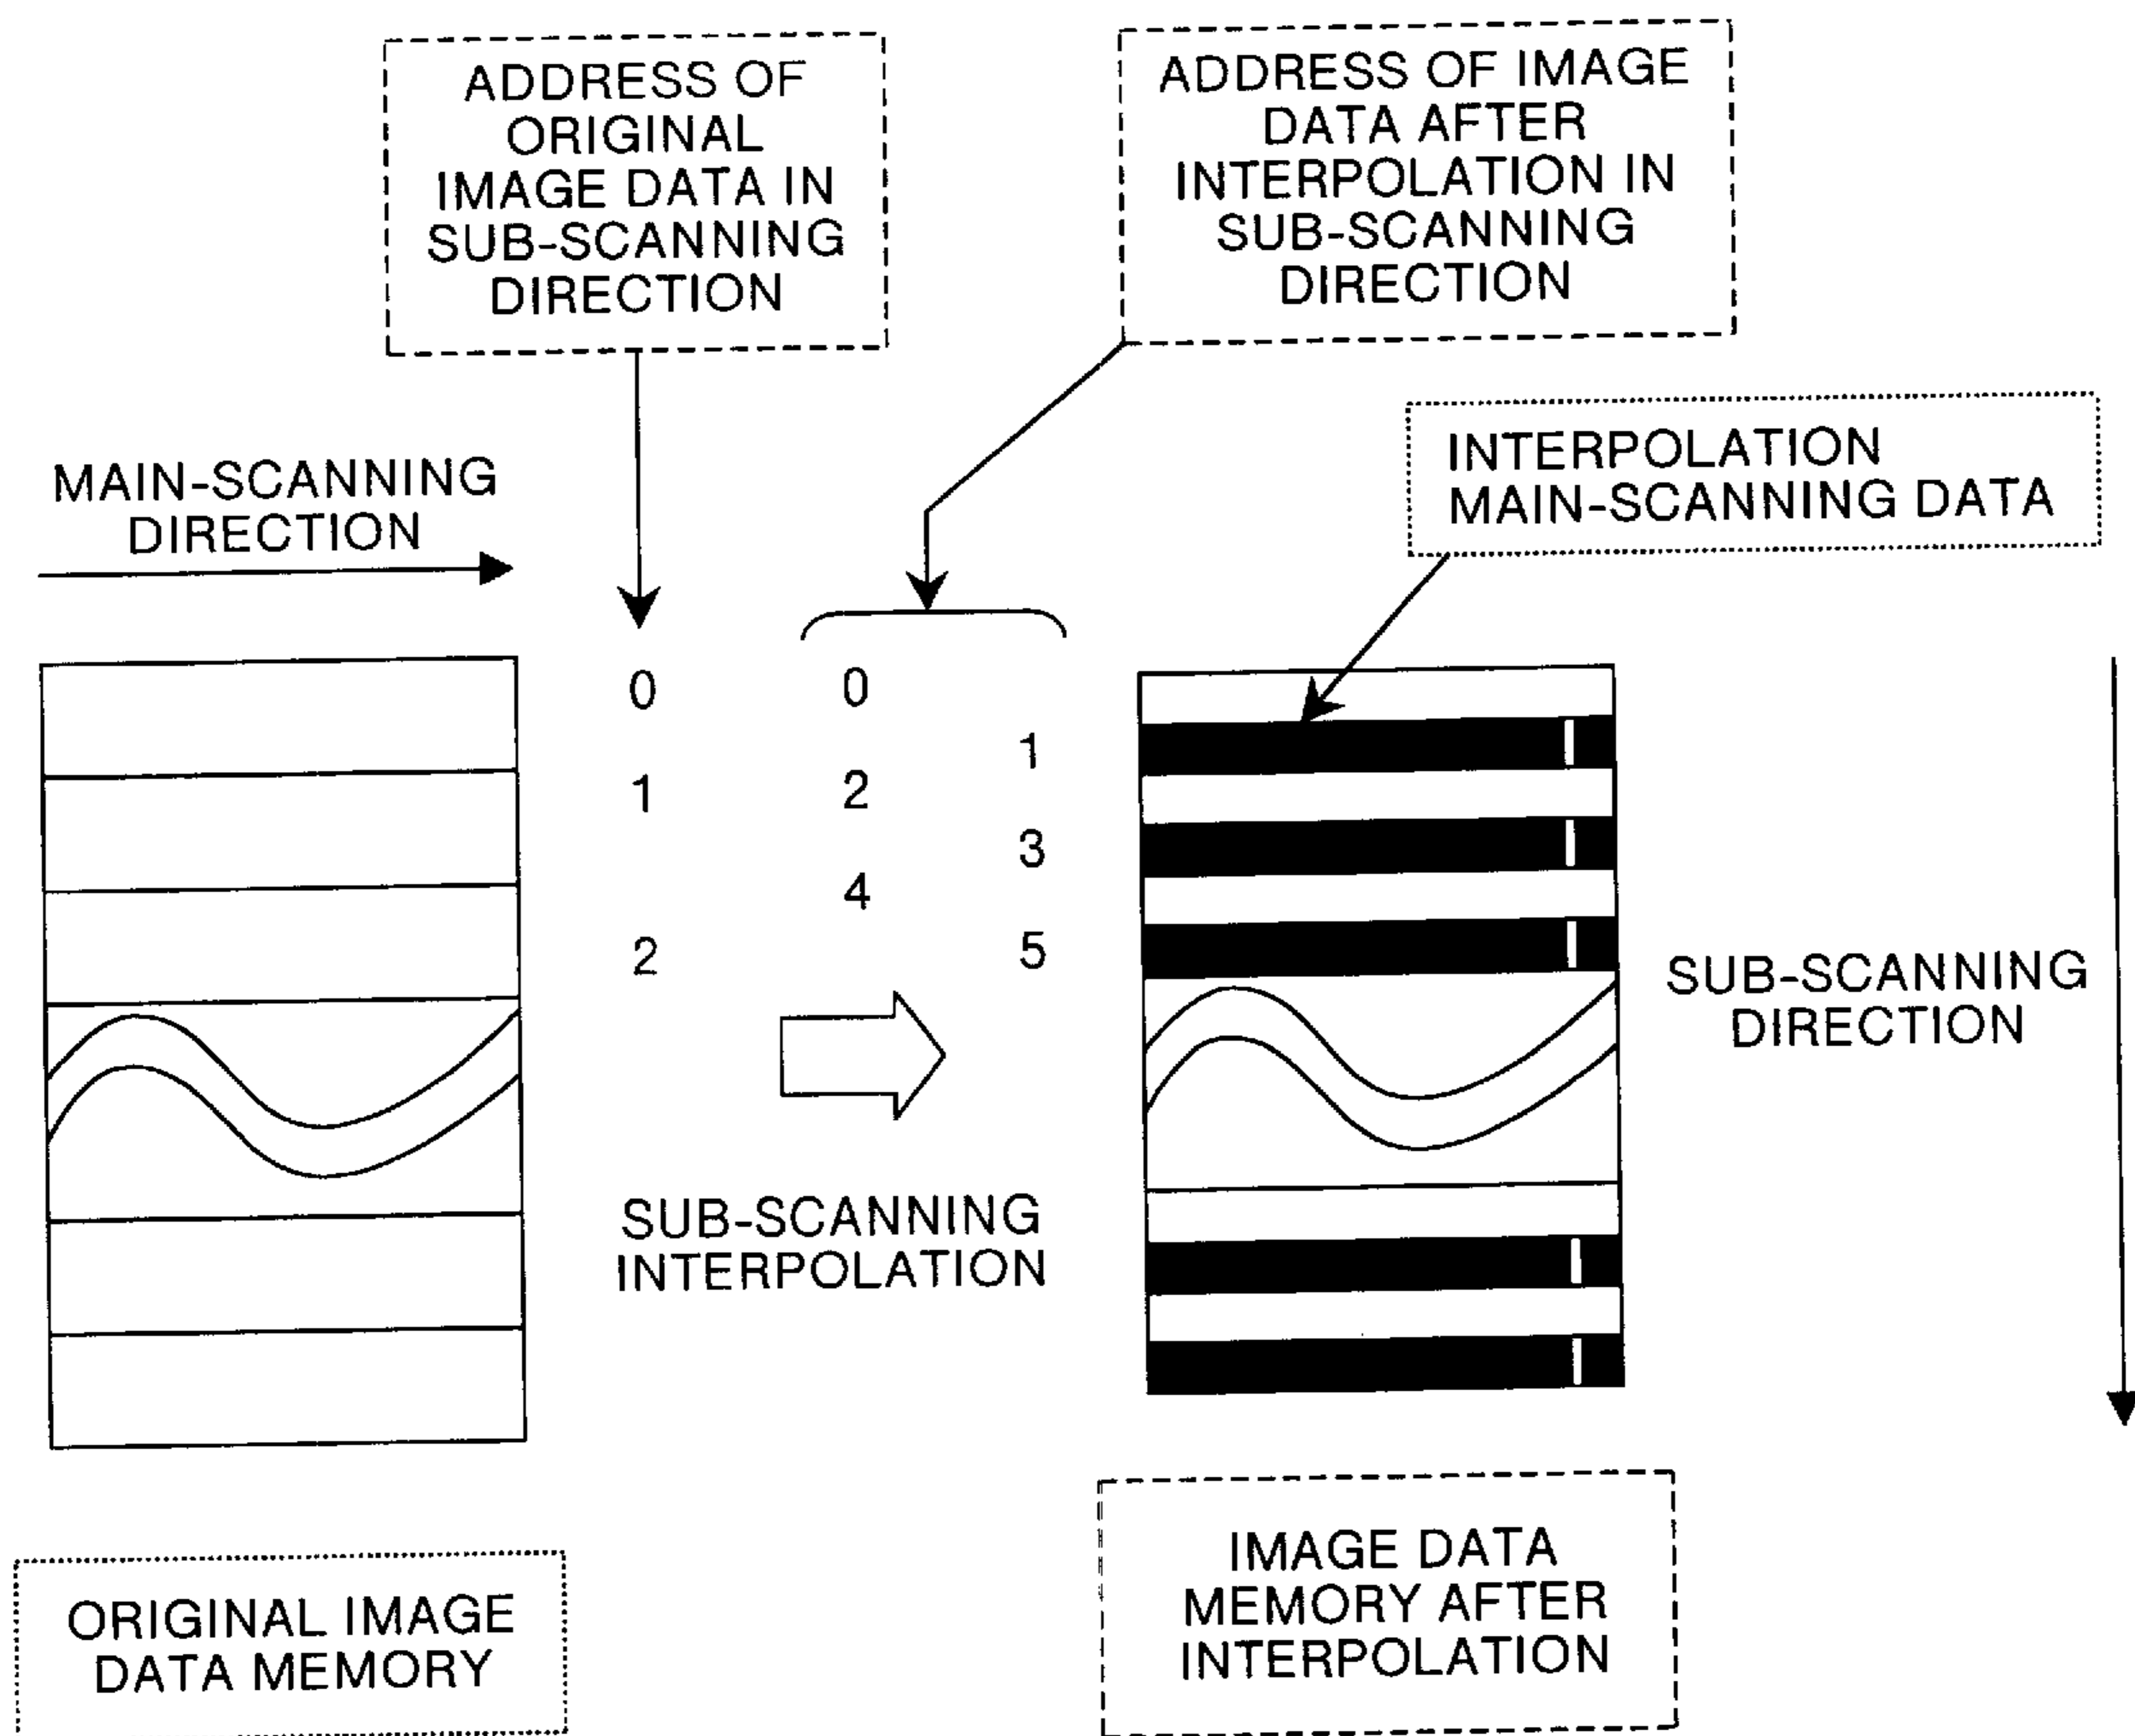 ADDRESS OF
ORIGINAL
IMAGE DATA IN
SUB-SCANNING
DIRECTION
ADDRESS OF IMAGE
DATA AFTER
INTERPOLATION IN
SUB-SCANNING
DIRECTION
INTERPOLATION
MAIN-SCANNING DATA
MAIN-SCANNING
DIRECTION
0
1
2
0
2
4
1
3
5
SUB-SCANNING
DIRECTION
SUB-SCANNING
INTERPOLATION
ORIGINAL IMAGE
DATA MEMORY
IMAGE DATA
MEMORY AFTER
INTERPOLATION